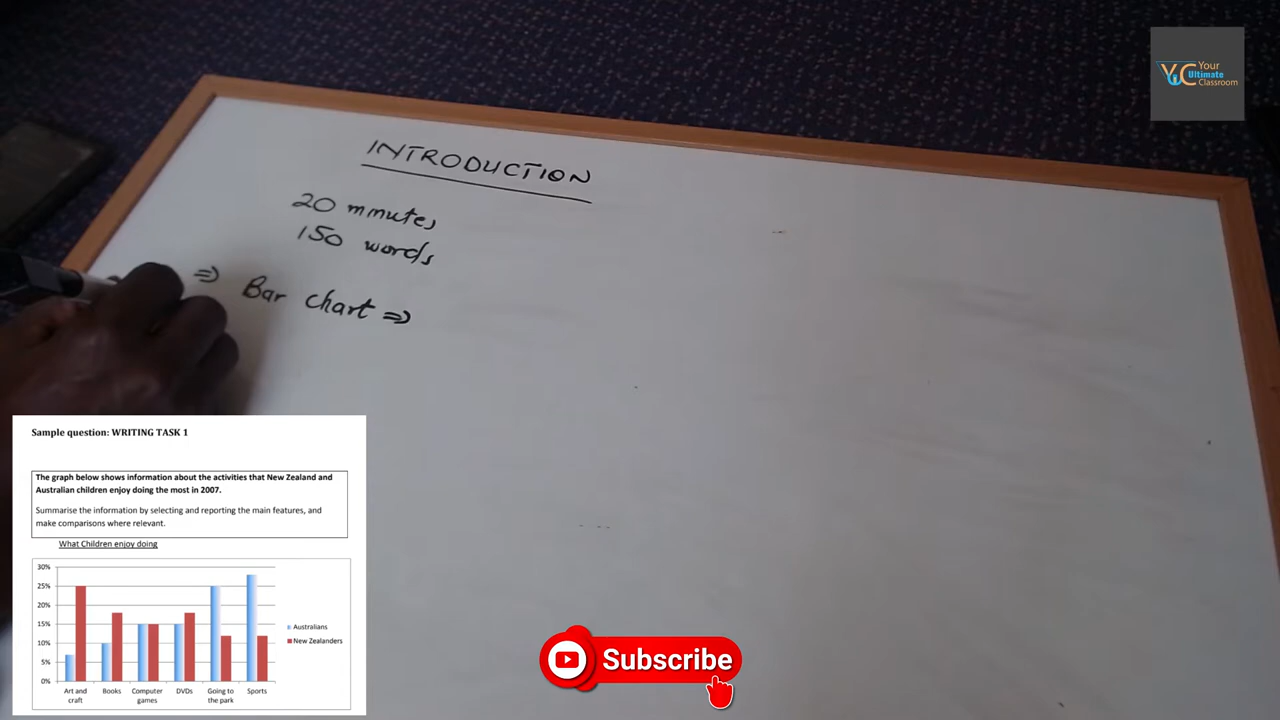 Your
Ultimate
Classroom
INTRODUCTION
20 minutes
150 words
⇒ Bar chart ⇒
Sample question: WRITING TASK 1
The graph below shows information about the activities that New Zealand and
Australian children enjoy doing the most in 2007.
Summarise the information by selecting and reporting the main features, and
make comparisons where relevant.
What Children enjoy doing
30%
25%
20%
15%
10%
5%
0%
Art and
craft
Books
Computer
games
DVDs
Going to
the park
Sports
Australians
New Zealanders
Subscribe